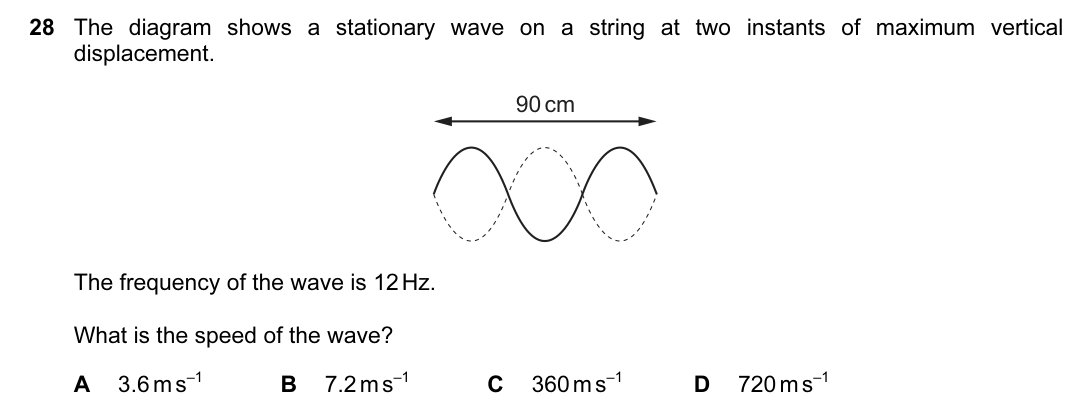 28 The diagram shows a stationary wave on a string at two instants of maximum vertical
displacement.
90 cm
The frequency of the wave is 12 Hz.
What is the speed of the wave?
A 3.6 m s⁻¹ B 7.2 m s⁻¹ C 360 m s⁻¹ D 720 m s⁻¹